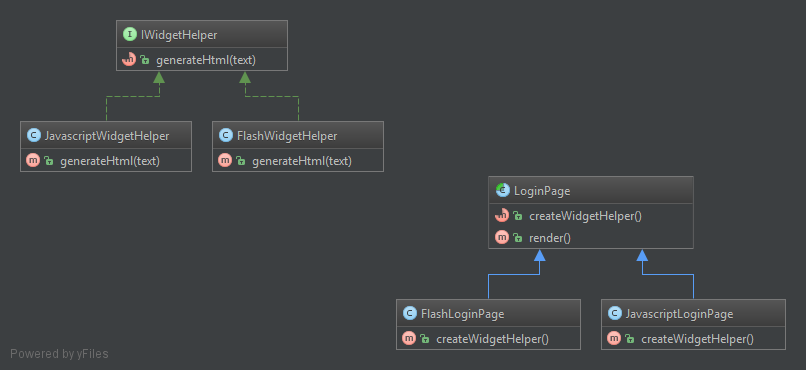 IWidgetHelper
generateHtml(text)
JavascriptWidgetHelper
generateHtml(text)
FlashWidgetHelper
generateHtml(text)
LoginPage
createWidgetHelper()
render()
FlashLoginPage
createWidgetHelper()
JavascriptLoginPage
createWidgetHelper()
Powered by yFiles